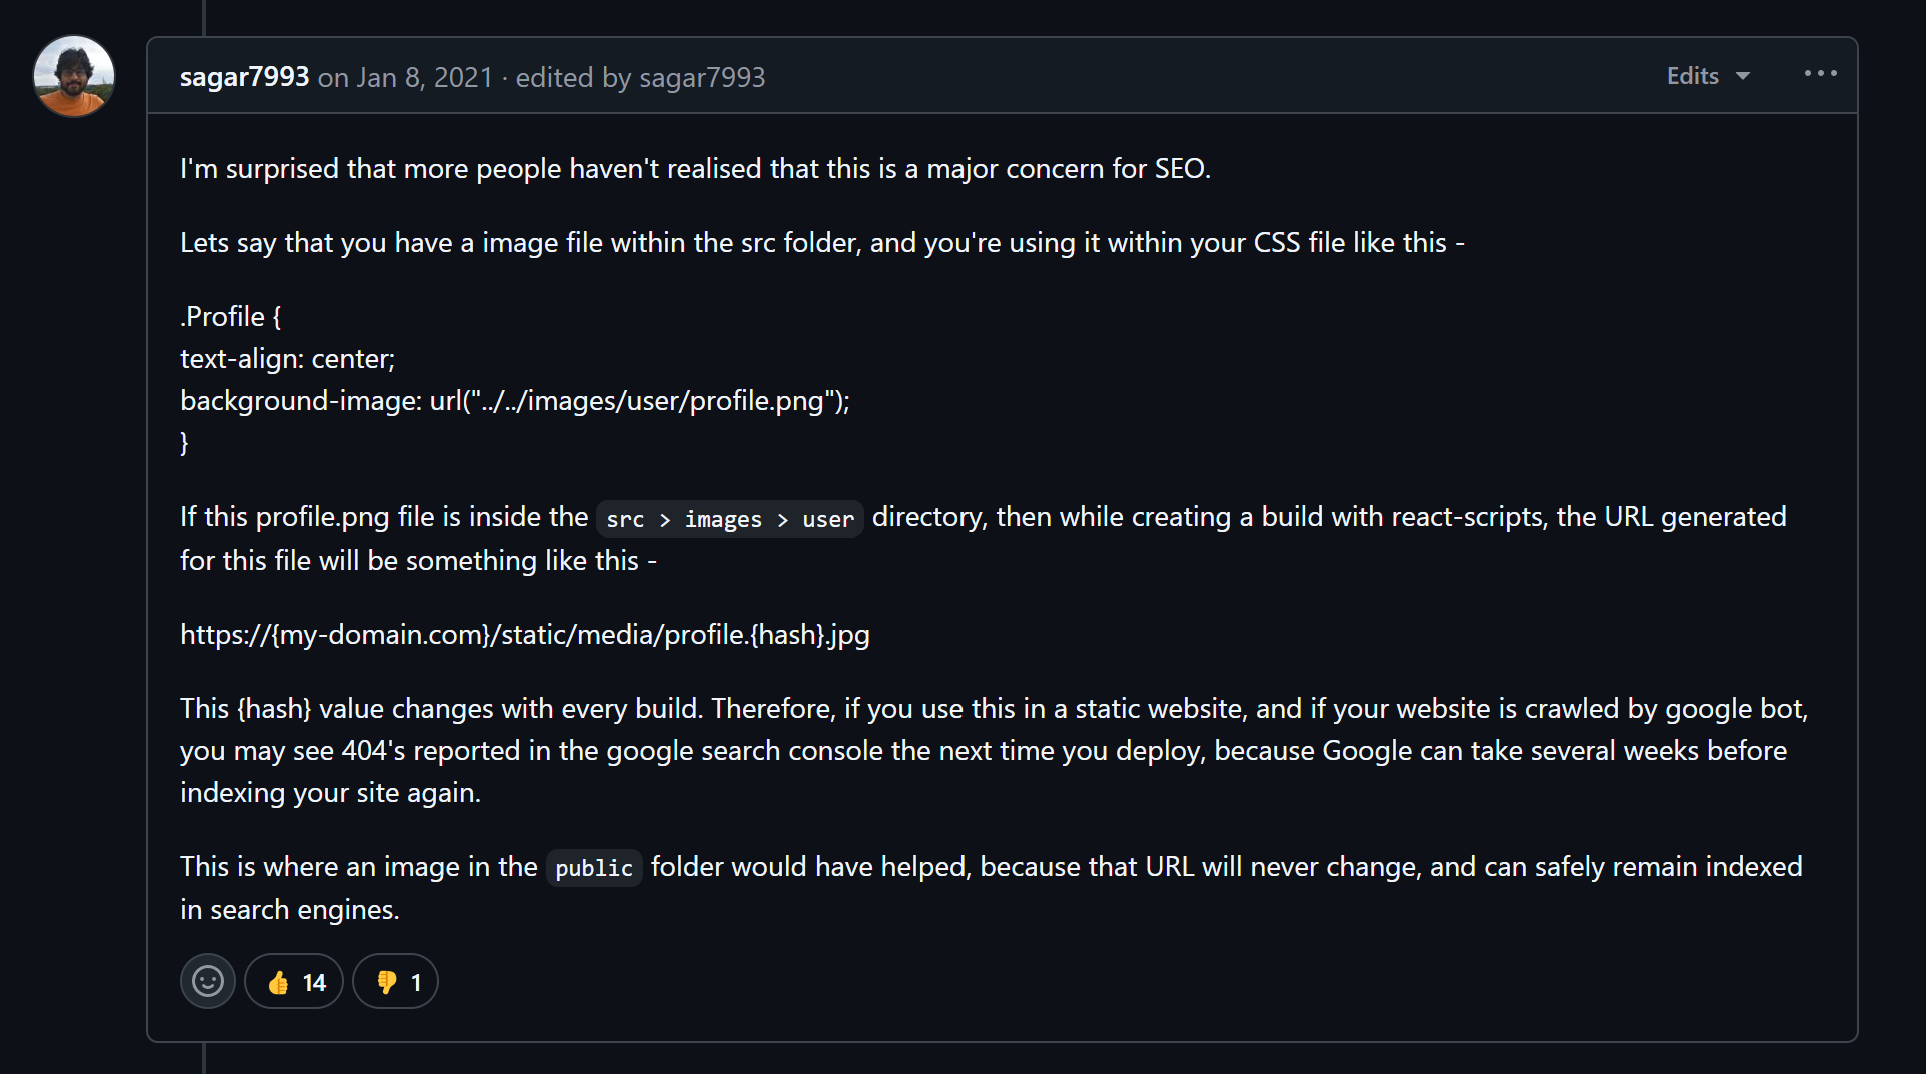 sagar7993 on Jan 8, 2021 · edited by sagar7993
Edits
I'm surprised that more people haven't realised that this is a major concern for SEO.
Lets say that you have a image file within the src folder, and you're using it within your CSS file like this -
.Profile {
text-align: center;
background-image: url("../../images/user/profile.png");
}
If this profile.png file is inside the src > images > user directory, then while creating a build with react-scripts, the URL generated
for this file will be something like this -
https://{my-domain.com}/static/media/profile.{hash}.jpg
This {hash} value changes with every build. Therefore, if you use this in a static website, and if your website is crawled by google bot,
you may see 404's reported in the google search console the next time you deploy, because Google can take several weeks before
indexing your site again.
This is where an image in the public folder would have helped, because that URL will never change, and can safely remain indexed
in search engines.
👍 14 👎 1